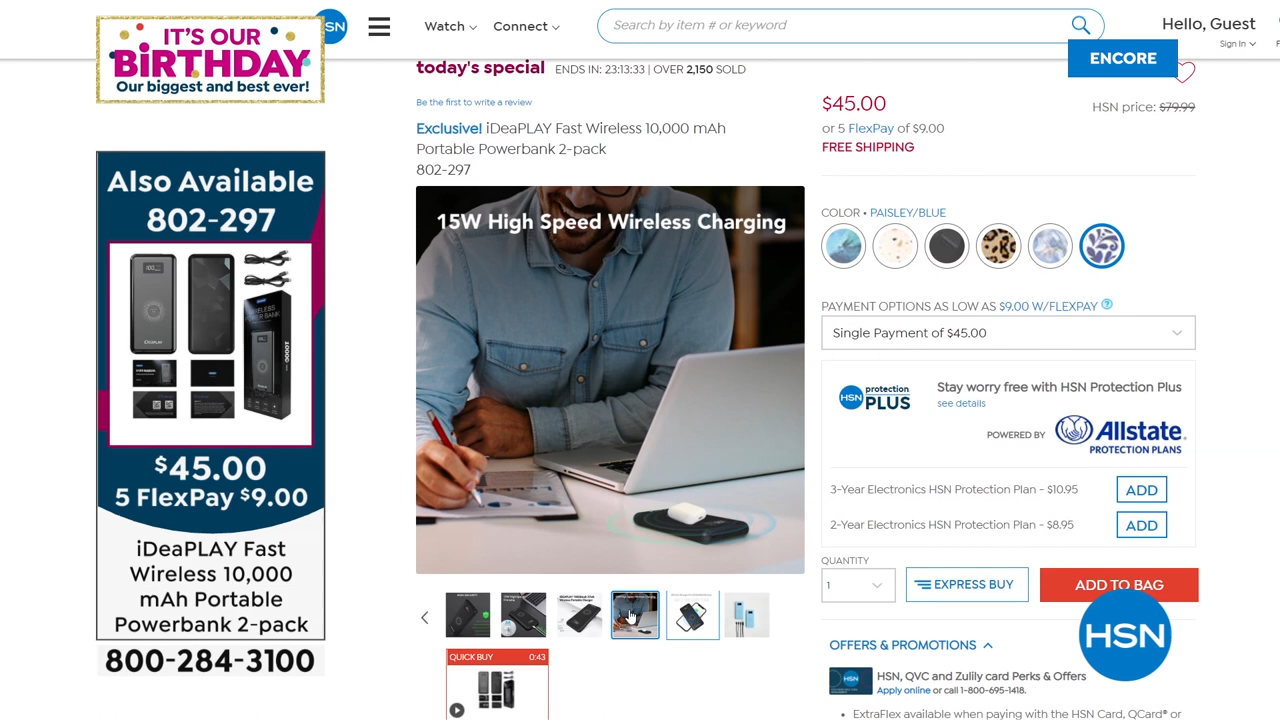 IT'S OUR
BIRTHDAY
Our biggest and best ever!
SN
Watch
Connect
Search by item # or keyword
Hello, Guest
Sign In
ENCORE
today's special ENDS IN: 23:13:33 | OVER 2,150 SOLD
Be the first to write a review
Exclusive! iDeaPLAY Fast Wireless 10,000 mAh
Portable Powerbank 2-pack
802-297
15W High Speed Wireless Charging
$45.00
HSN price: $79.99
or 5 FlexPay of $9.00
FREE SHIPPING
COLOR • PAISLEY/BLUE
PAYMENT OPTIONS AS LOW AS $9.00 W/FLEXPAY ?
Single Payment of $45.00
HSN protection PLUS
Stay worry free with HSN Protection Plus
see details
POWERED BY Allstate
PROTECTION PLANS
3-Year Electronics HSN Protection Plan - $10.95 ADD
2-Year Electronics HSN Protection Plan - $8.95 ADD
QUANTITY
1
EXPRESS BUY
ADD TO BAG
HSN
OFFERS & PROMOTIONS
HSN, QVC and Zulily card Perks & Offers
Apply online or call 1-800-695-1418.
• ExtraFlex available when paying with the HSN Card, QCard® or
QUICK BUY 0:43
Also Available
802-297
$45.00
5 FlexPay $9.00
iDeaPLAY Fast
Wireless 10,000
mAh Portable
Powerbank 2-pack
800-284-3100